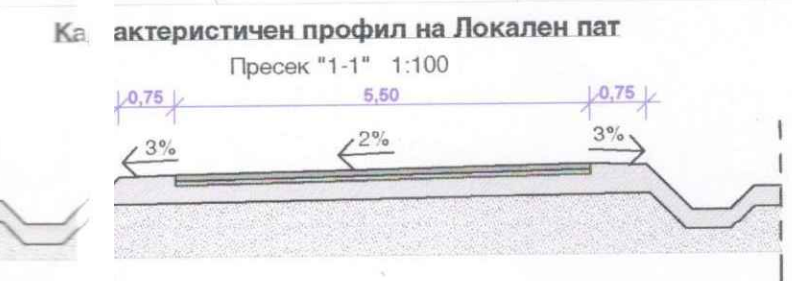 Ка актеристичен профил на Локален пат
Пресек "1-1" 1:100
0,75 5,50 0,75
3% 2% 3%